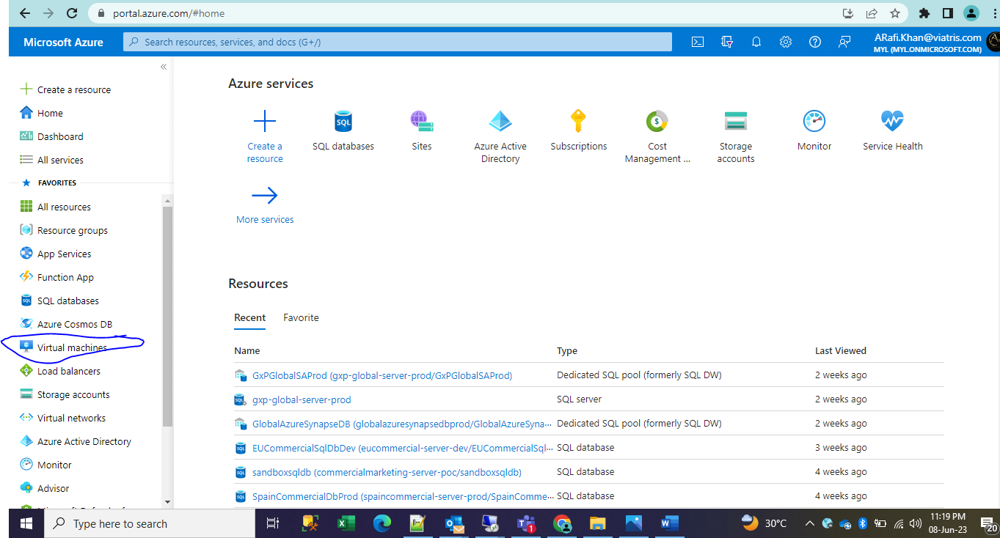 portal.azure.com/#home
Microsoft Azure
Search resources, services, and docs (G+/)
ARafi.Khan@viatris.com
MYL (MYL.ONMICROSOFT.COM)
Create a resource
Home
Dashboard
All services
FAVORITES
All resources
Resource groups
App Services
Function App
SQL databases
Azure Cosmos DB
Virtual machines
Load balancers
Storage accounts
Virtual networks
Azure Active Directory
Monitor
Advisor
Azure services
Create a
resource
SQL
SQL databases
Sites
Azure Active
Directory
Subscriptions
Cost
Management ...
Storage
accounts
Monitor
Service Health
More services
Resources
Recent Favorite
Name Type Last Viewed
GxPGlobalSAProd (gxp-global-server-prod/GxPGlobalSAProd) Dedicated SQL pool (formerly SQL DW) 2 weeks ago
gxp-global-server-prod SQL server 2 weeks ago
GlobalAzureSynapseDB (globalazuresynapsedbprod/GlobalAzureSyna... Dedicated SQL pool (formerly SQL DW) 2 weeks ago
EUCommercialSqlDbDev (eucommercial-server-dev/EUCommercialSql... SQL database 3 weeks ago
sandboxsqldb (commercialmarketing-server-poc/sandboxsqldb) SQL database 4 weeks ago
SpainCommercialDbProd (spaincommercial-server-prod/SpainComme... SQL database 4 weeks ago
Type here to search
30°C
11:19 PM
08-Jun-23
20